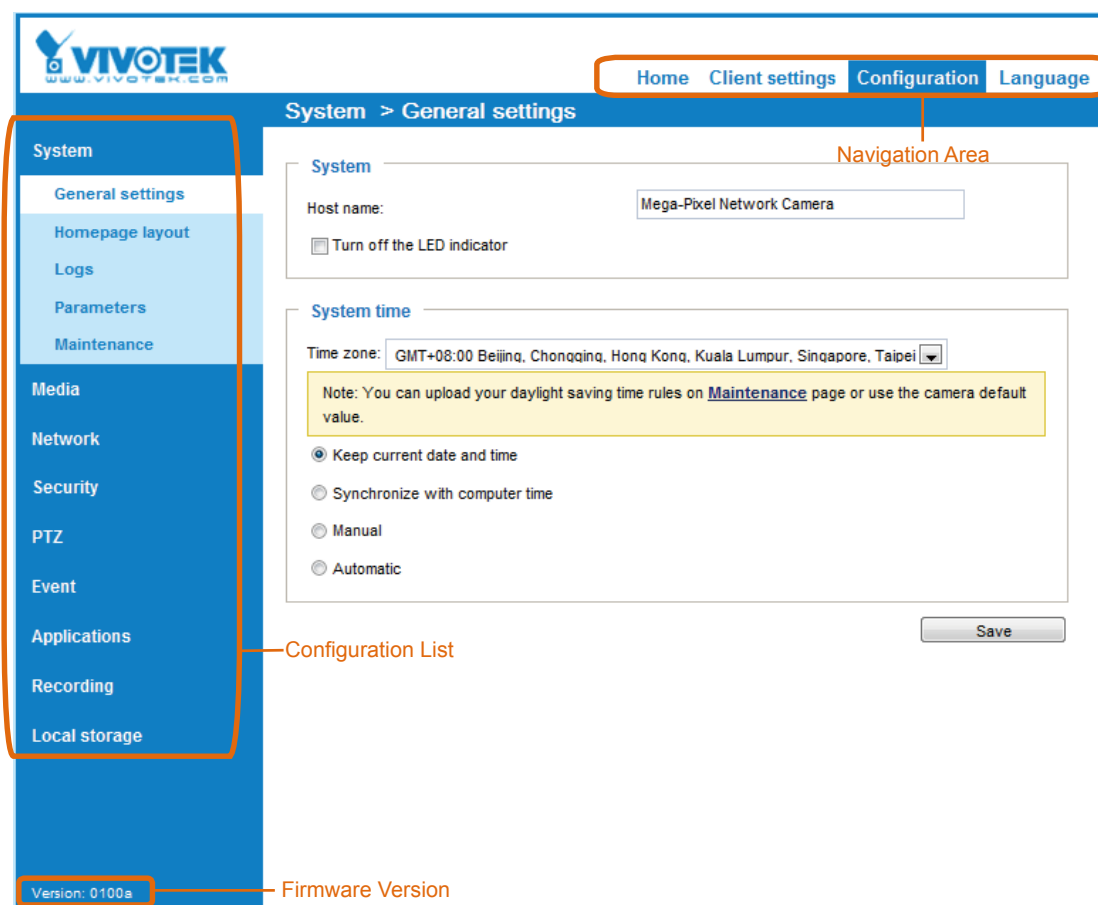 VIVOTEK
WWW.VIVOTEK.COM
Home Client settings Configuration Language
System > General settings
Navigation Area
System
General settings
Homepage layout
Logs
Parameters
Maintenance
Media
Network
Security
PTZ
Event
Applications
Recording
Local storage
Version: 0100a
System
Host name: Mega-Pixel Network Camera
Turn off the LED indicator
System time
Time zone: GMT+08:00 Beijing, Chongqing, Hong Kong, Kuala Lumpur, Singapore, Taipei
Note: You can upload your daylight saving time rules on Maintenance page or use the camera default
value.
Keep current date and time
Synchronize with computer time
Manual
Automatic
Save
Configuration List
Firmware Version